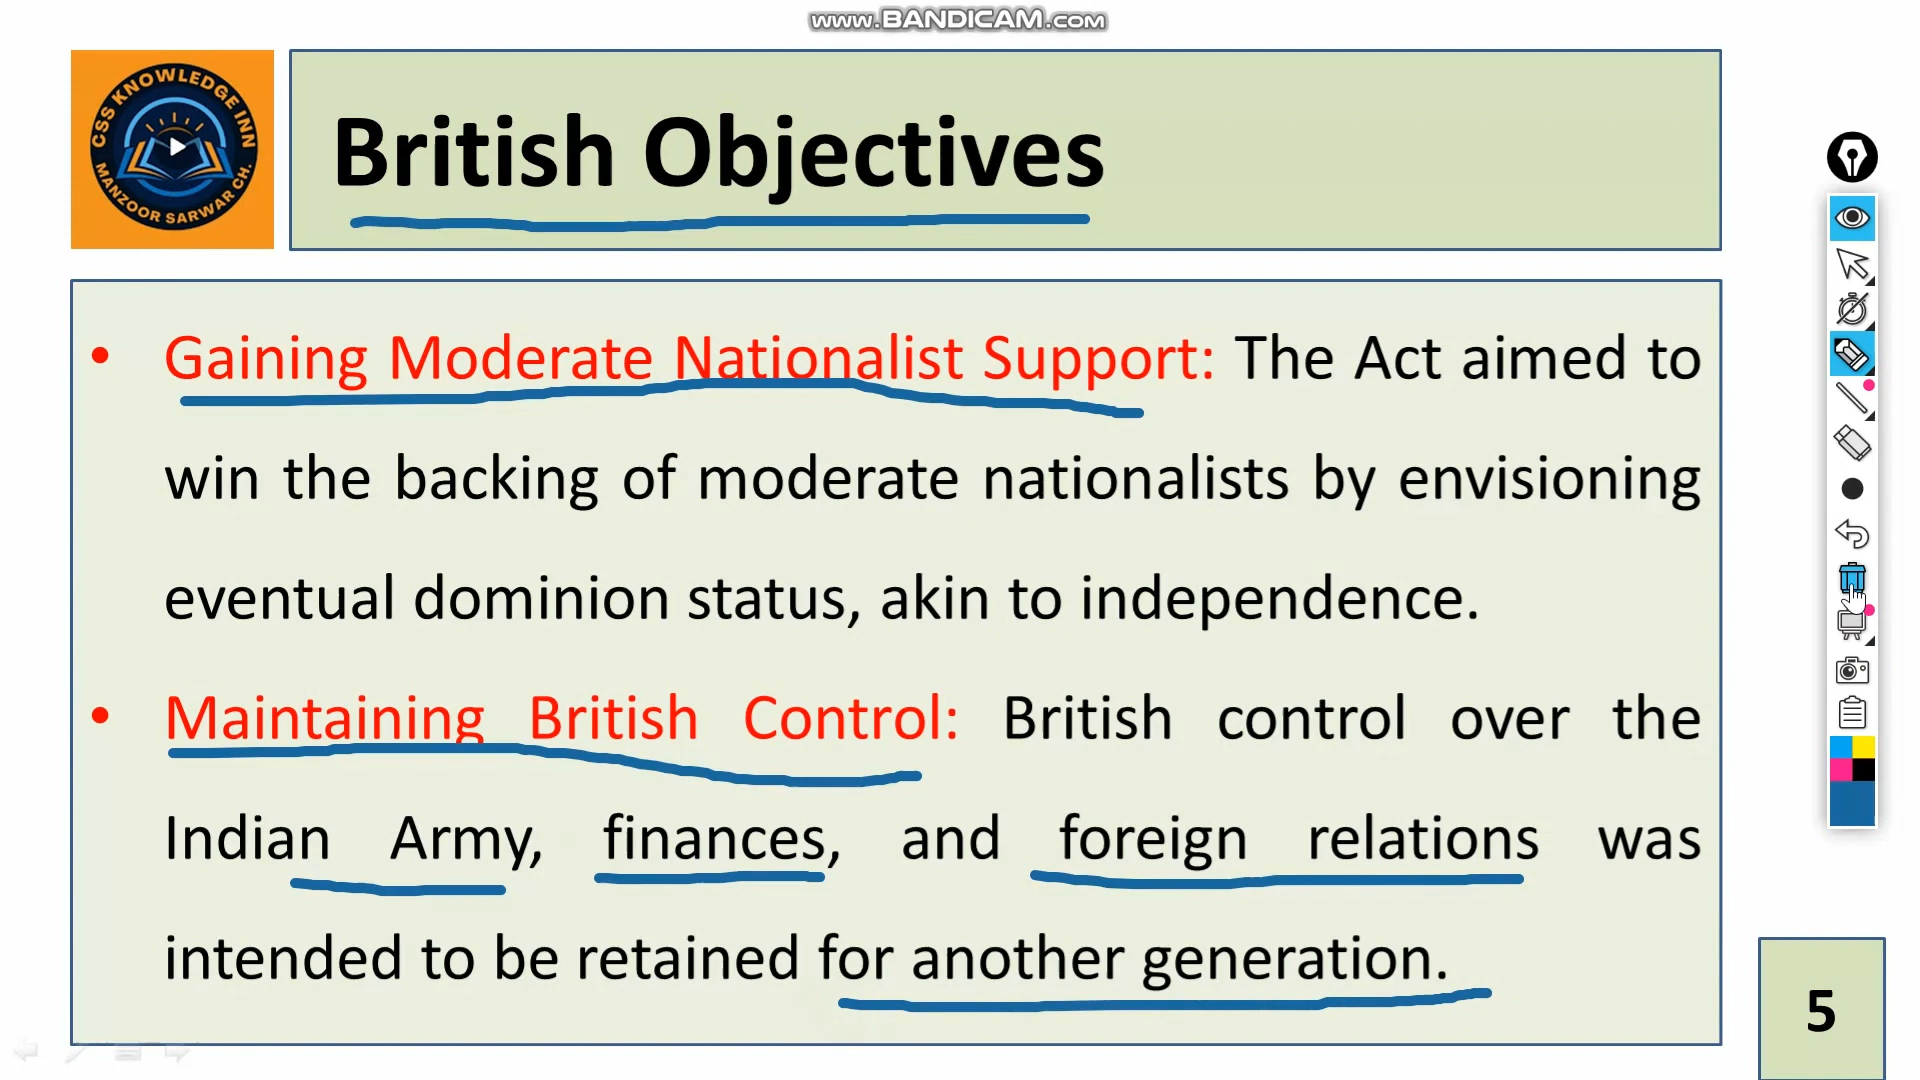 www.BANDICAM.com
CSS KNOWLEDGE INN
MANZOOR SARWAR CH.
British Objectives
• Gaining Moderate Nationalist Support: The Act aimed to
win the backing of moderate nationalists by envisioning
eventual dominion status, akin to independence.
• Maintaining British Control: British control over the
Indian Army, finances, and foreign relations was
intended to be retained for another generation.
5